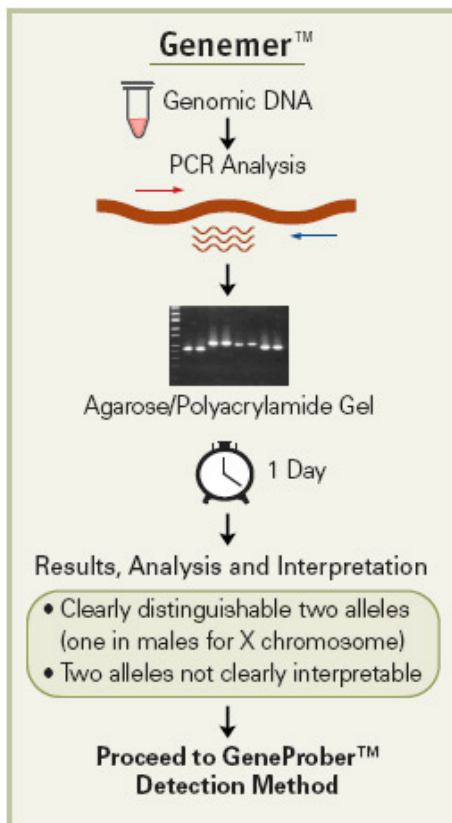 Genemer™
Genomic DNA
PCR Analysis
Agarose/Polyacrylamide Gel
1 Day
Results, Analysis and Interpretation
• Clearly distinguishable two alleles
(one in males for X chromosome)
• Two alleles not clearly interpretable
Proceed to GeneProber™
Detection Method